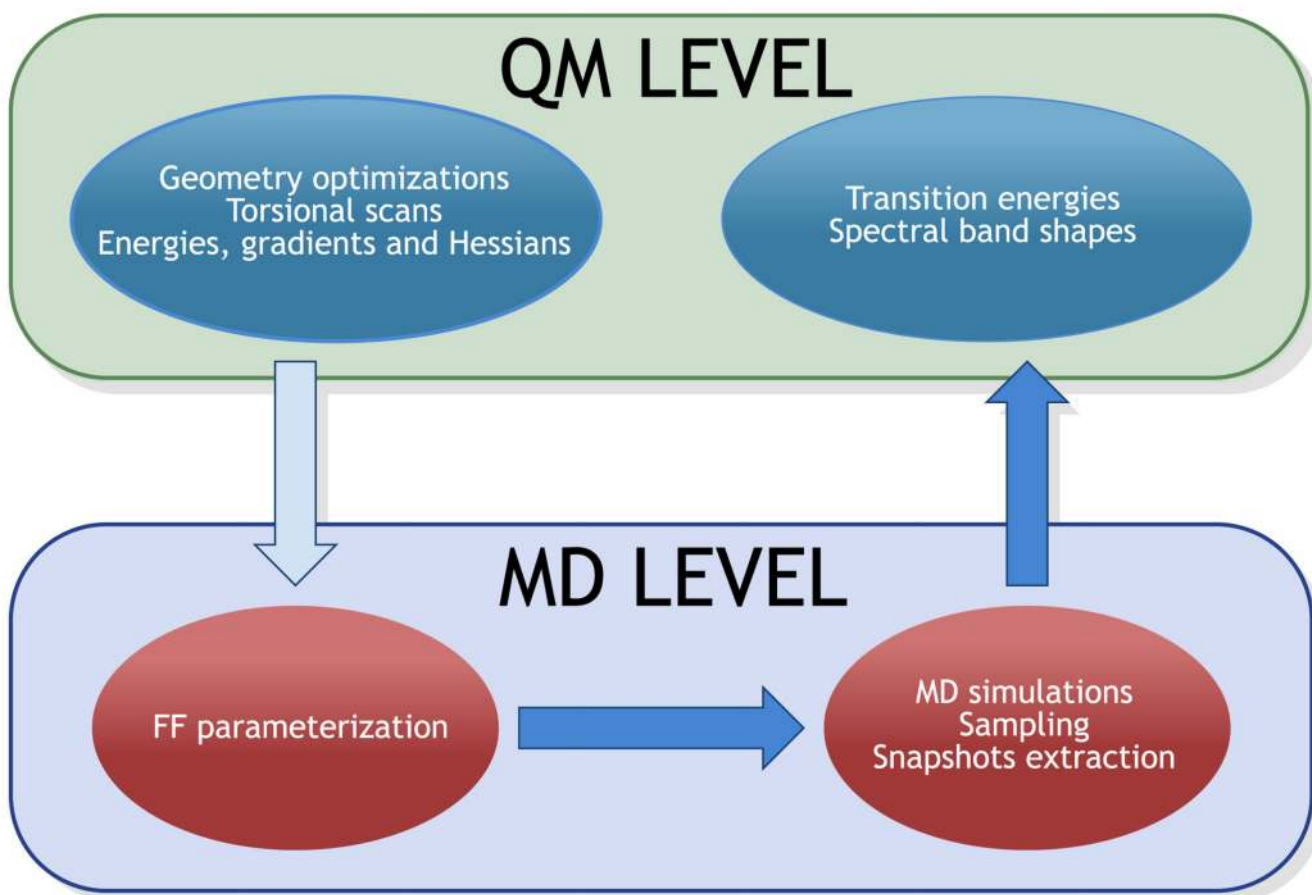 QM LEVEL
Geometry optimizations
Torsional scans
Energies, gradients and Hessians
Transition energies
Spectral band shapes
MD LEVEL
FF parameterization
MD simulations
Sampling
Snapshots extraction